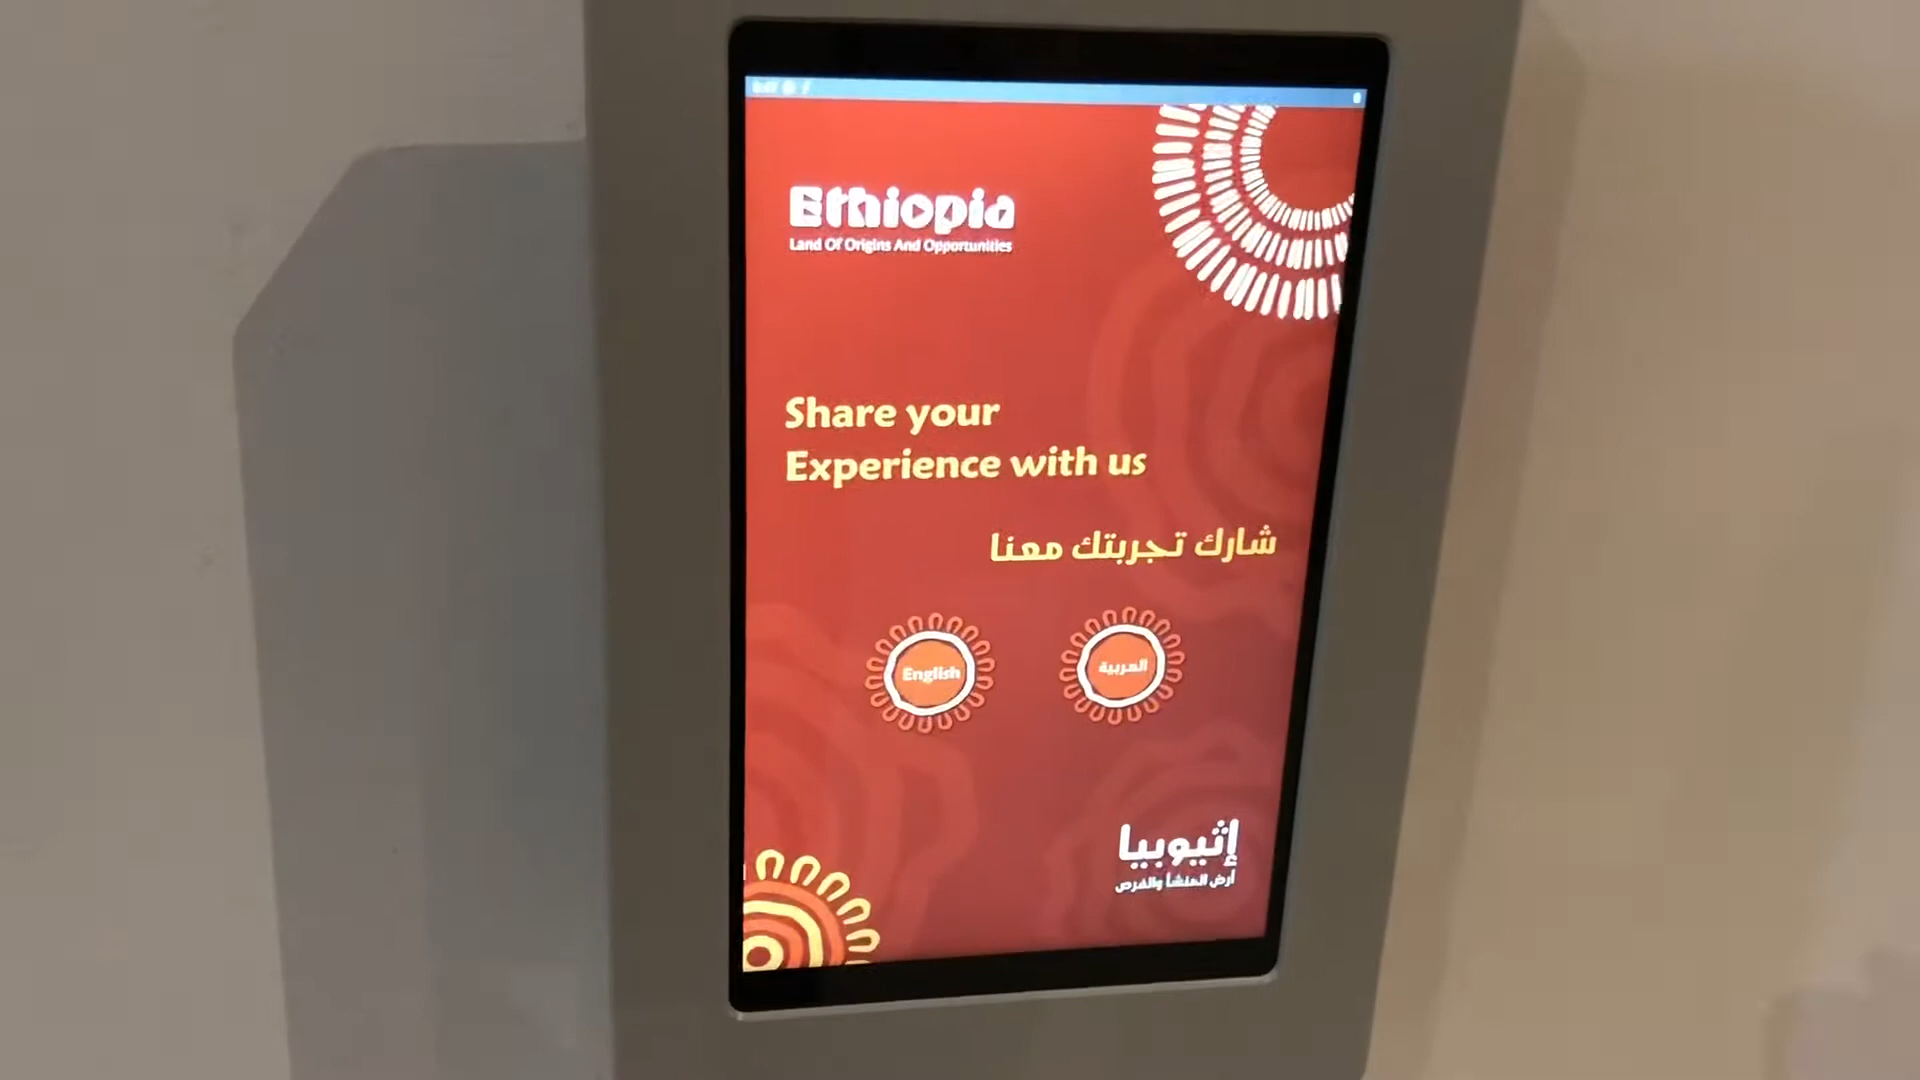 Ethiopia
Land Of Origins And Opportunities
Share your
Experience with us
شارك تجربتك معنا
English
العربية
إثيوبيا
أرض المنشأ والفرص